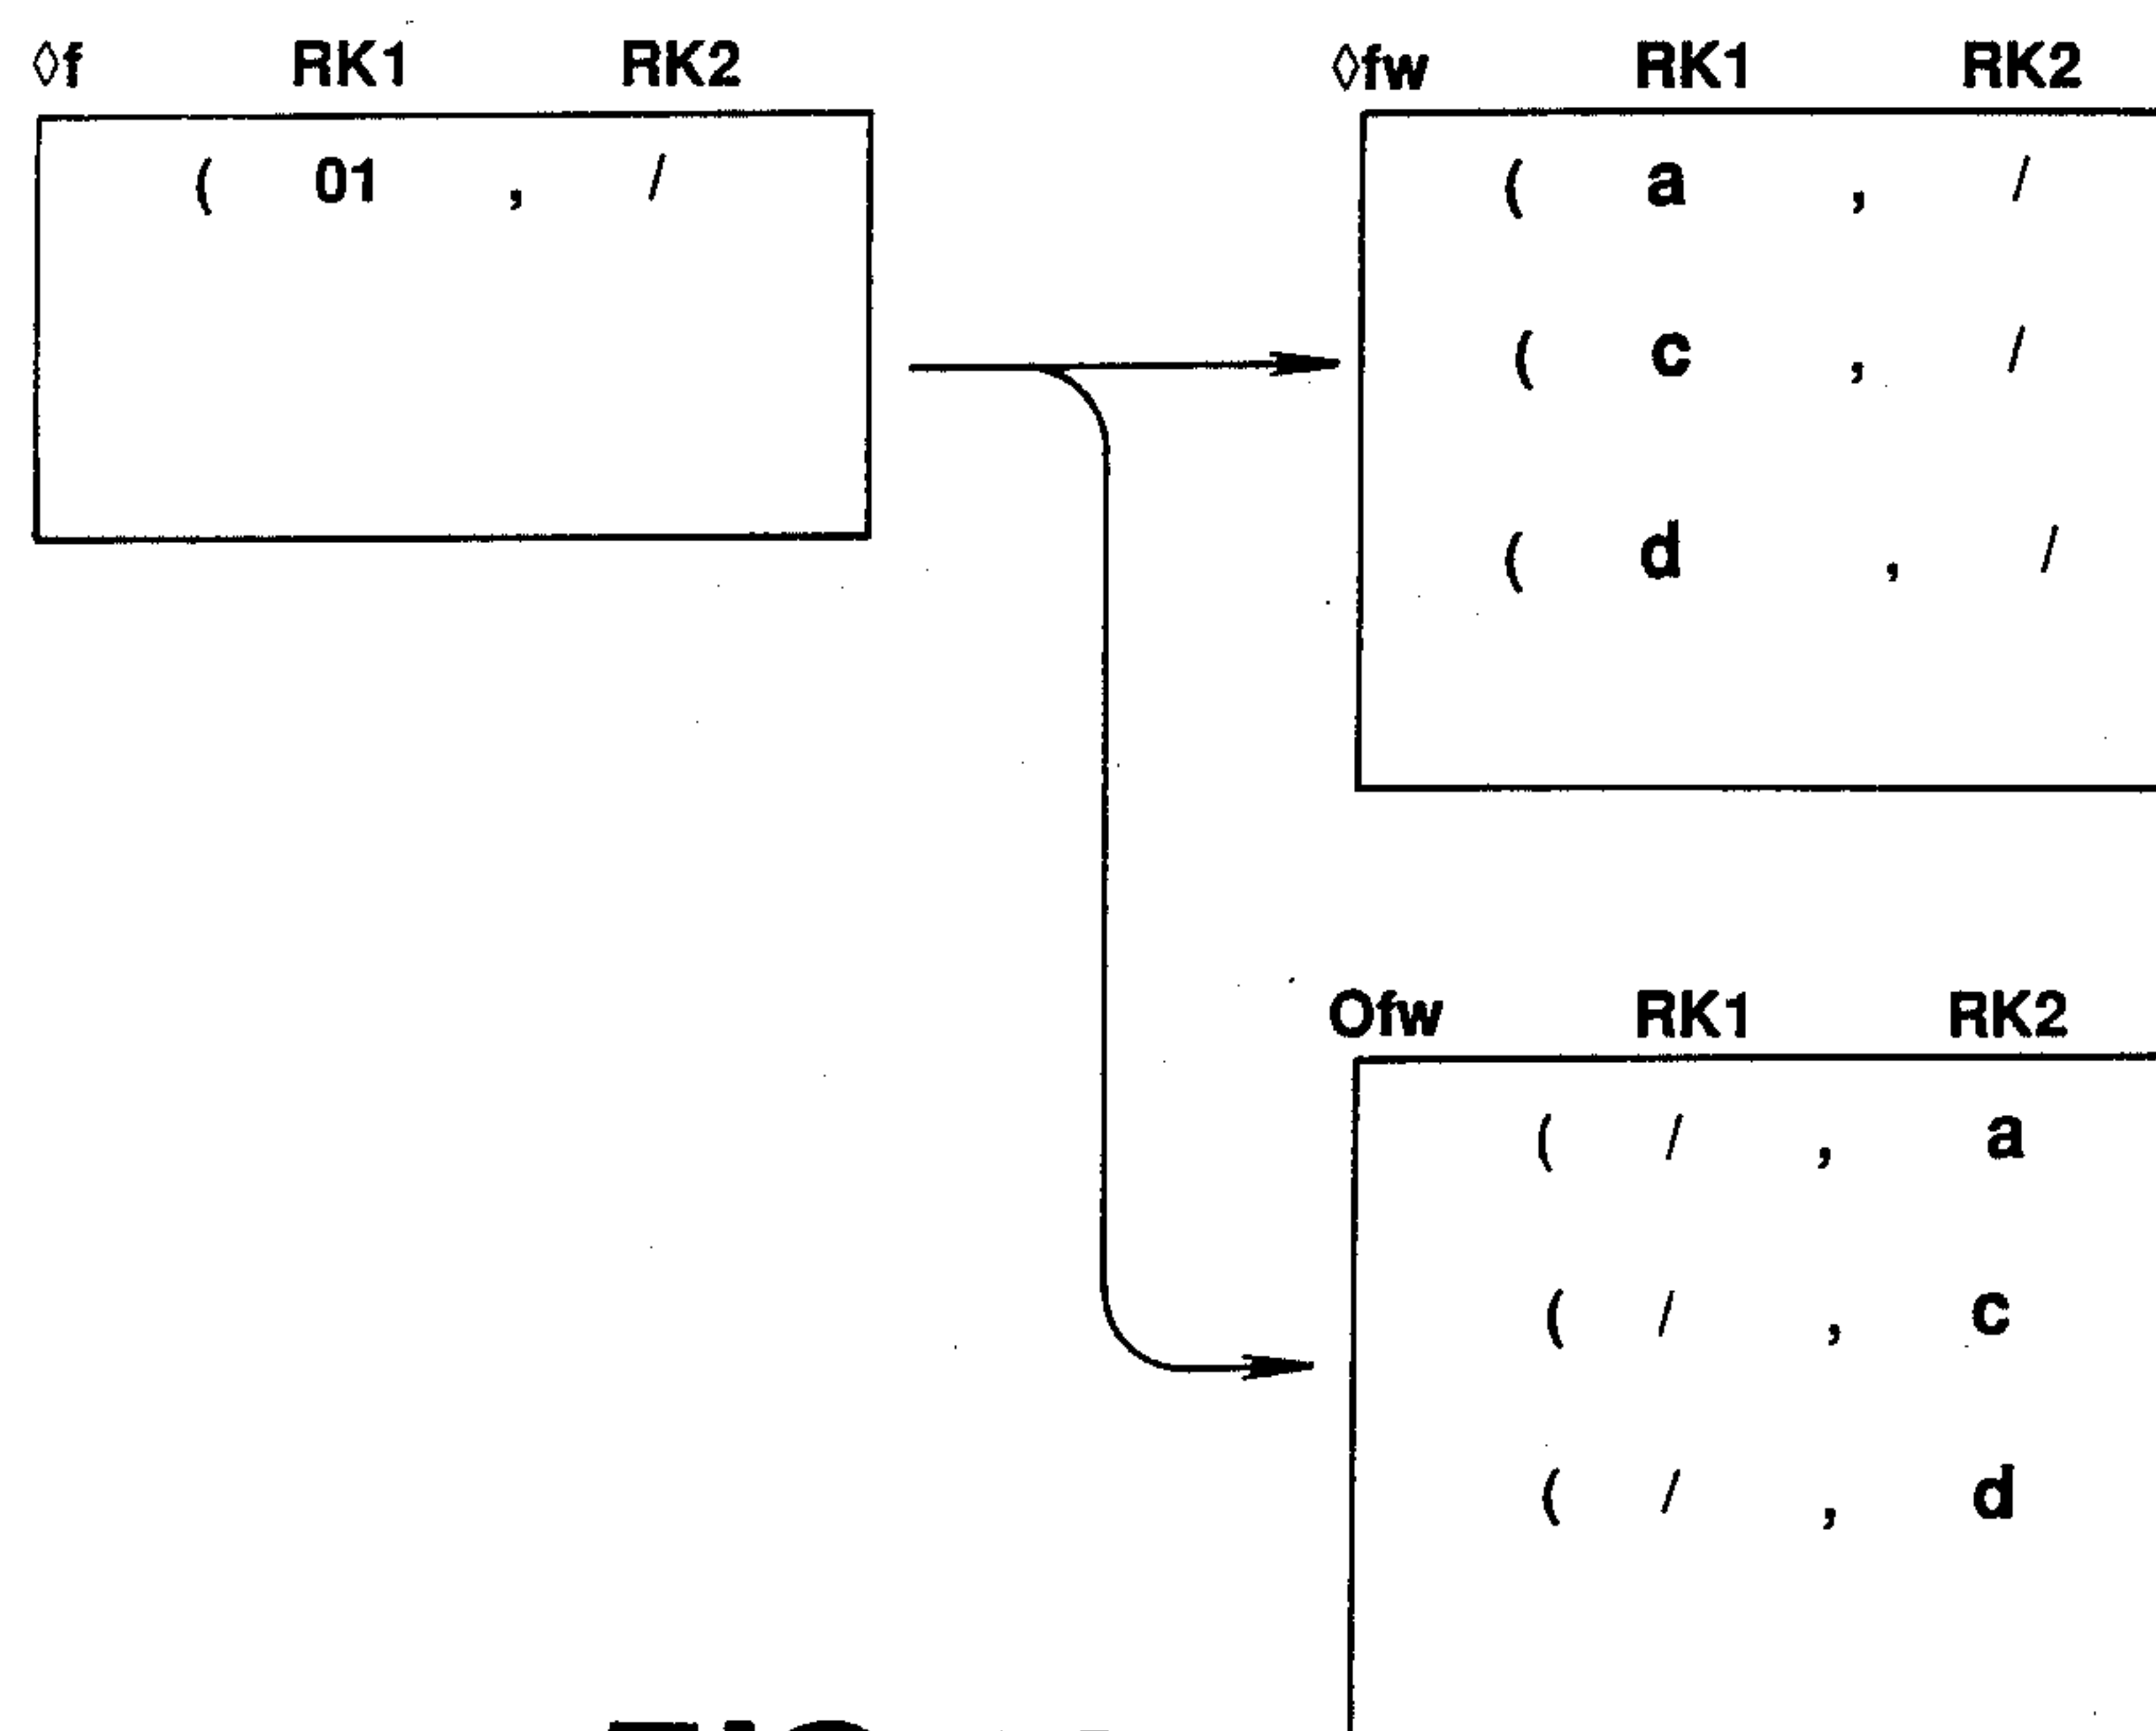 ◊f RK1 RK2
( 01 , /
◊fw RK1 RK2
( a , /
( c , /
( d , /
Ofw RK1 RK2
( / , a
( / , c
( / , d